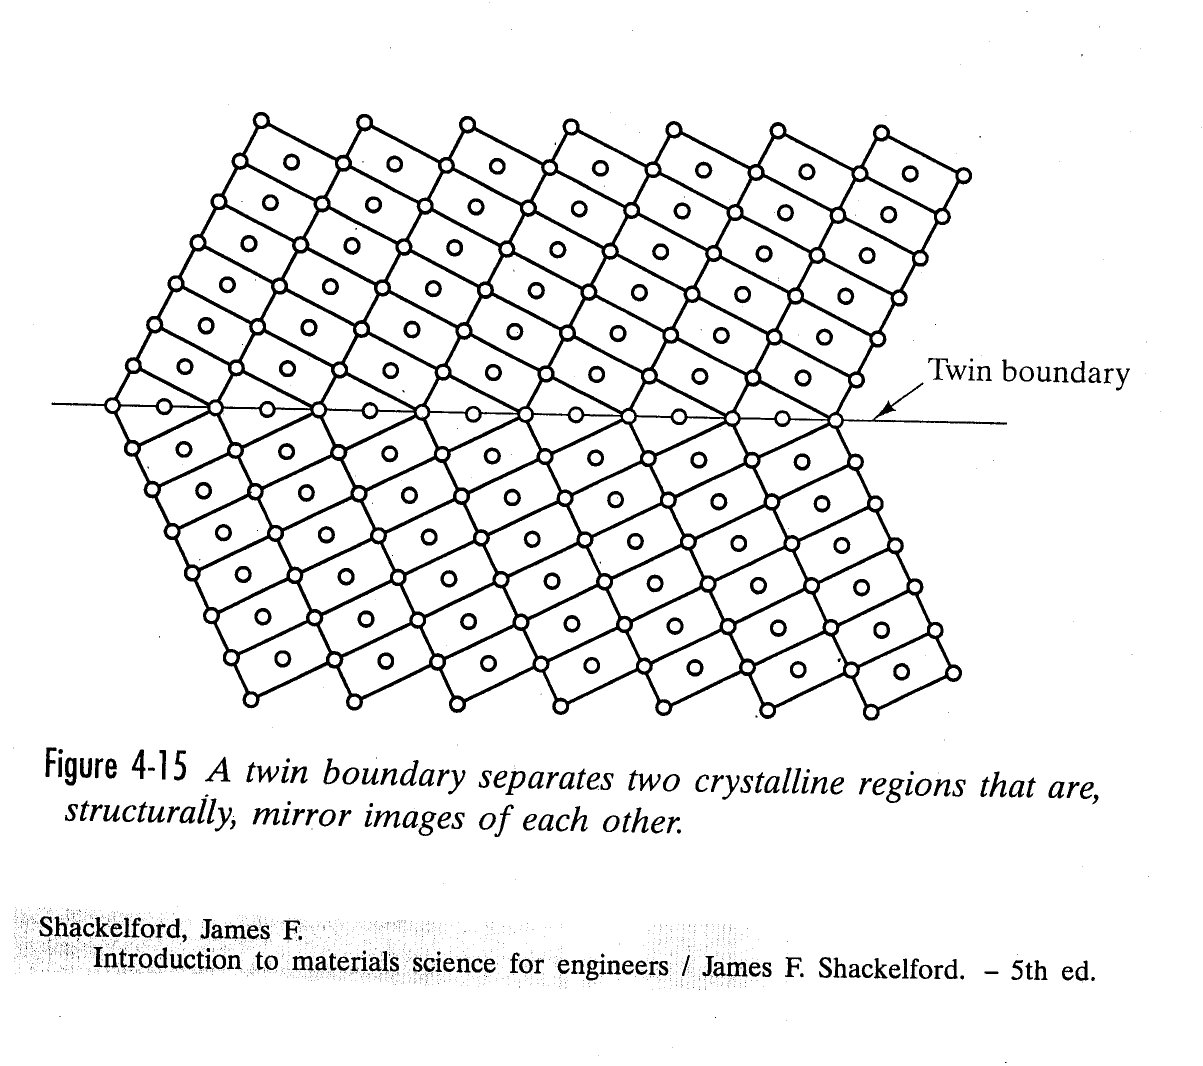 Twin boundary
Figure 4-15 A twin boundary separates two crystalline regions that are,
structurally, mirror images of each other.
Shackelford, James F.
Introduction to materials science for engineers / James F. Shackelford. – 5th ed.